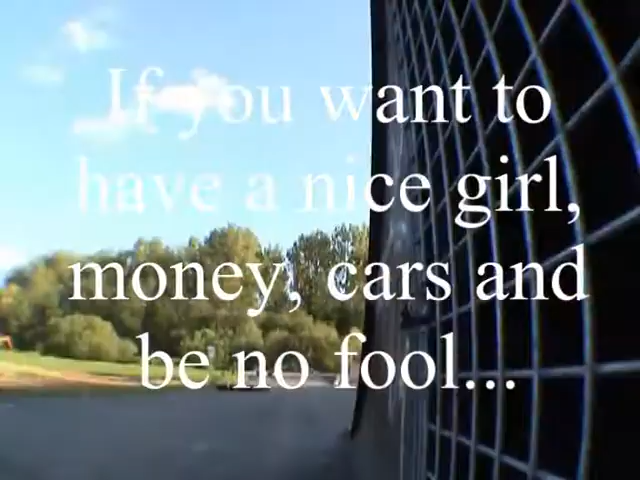 If you want to
have a nice girl,
money, cars and
be no fool...